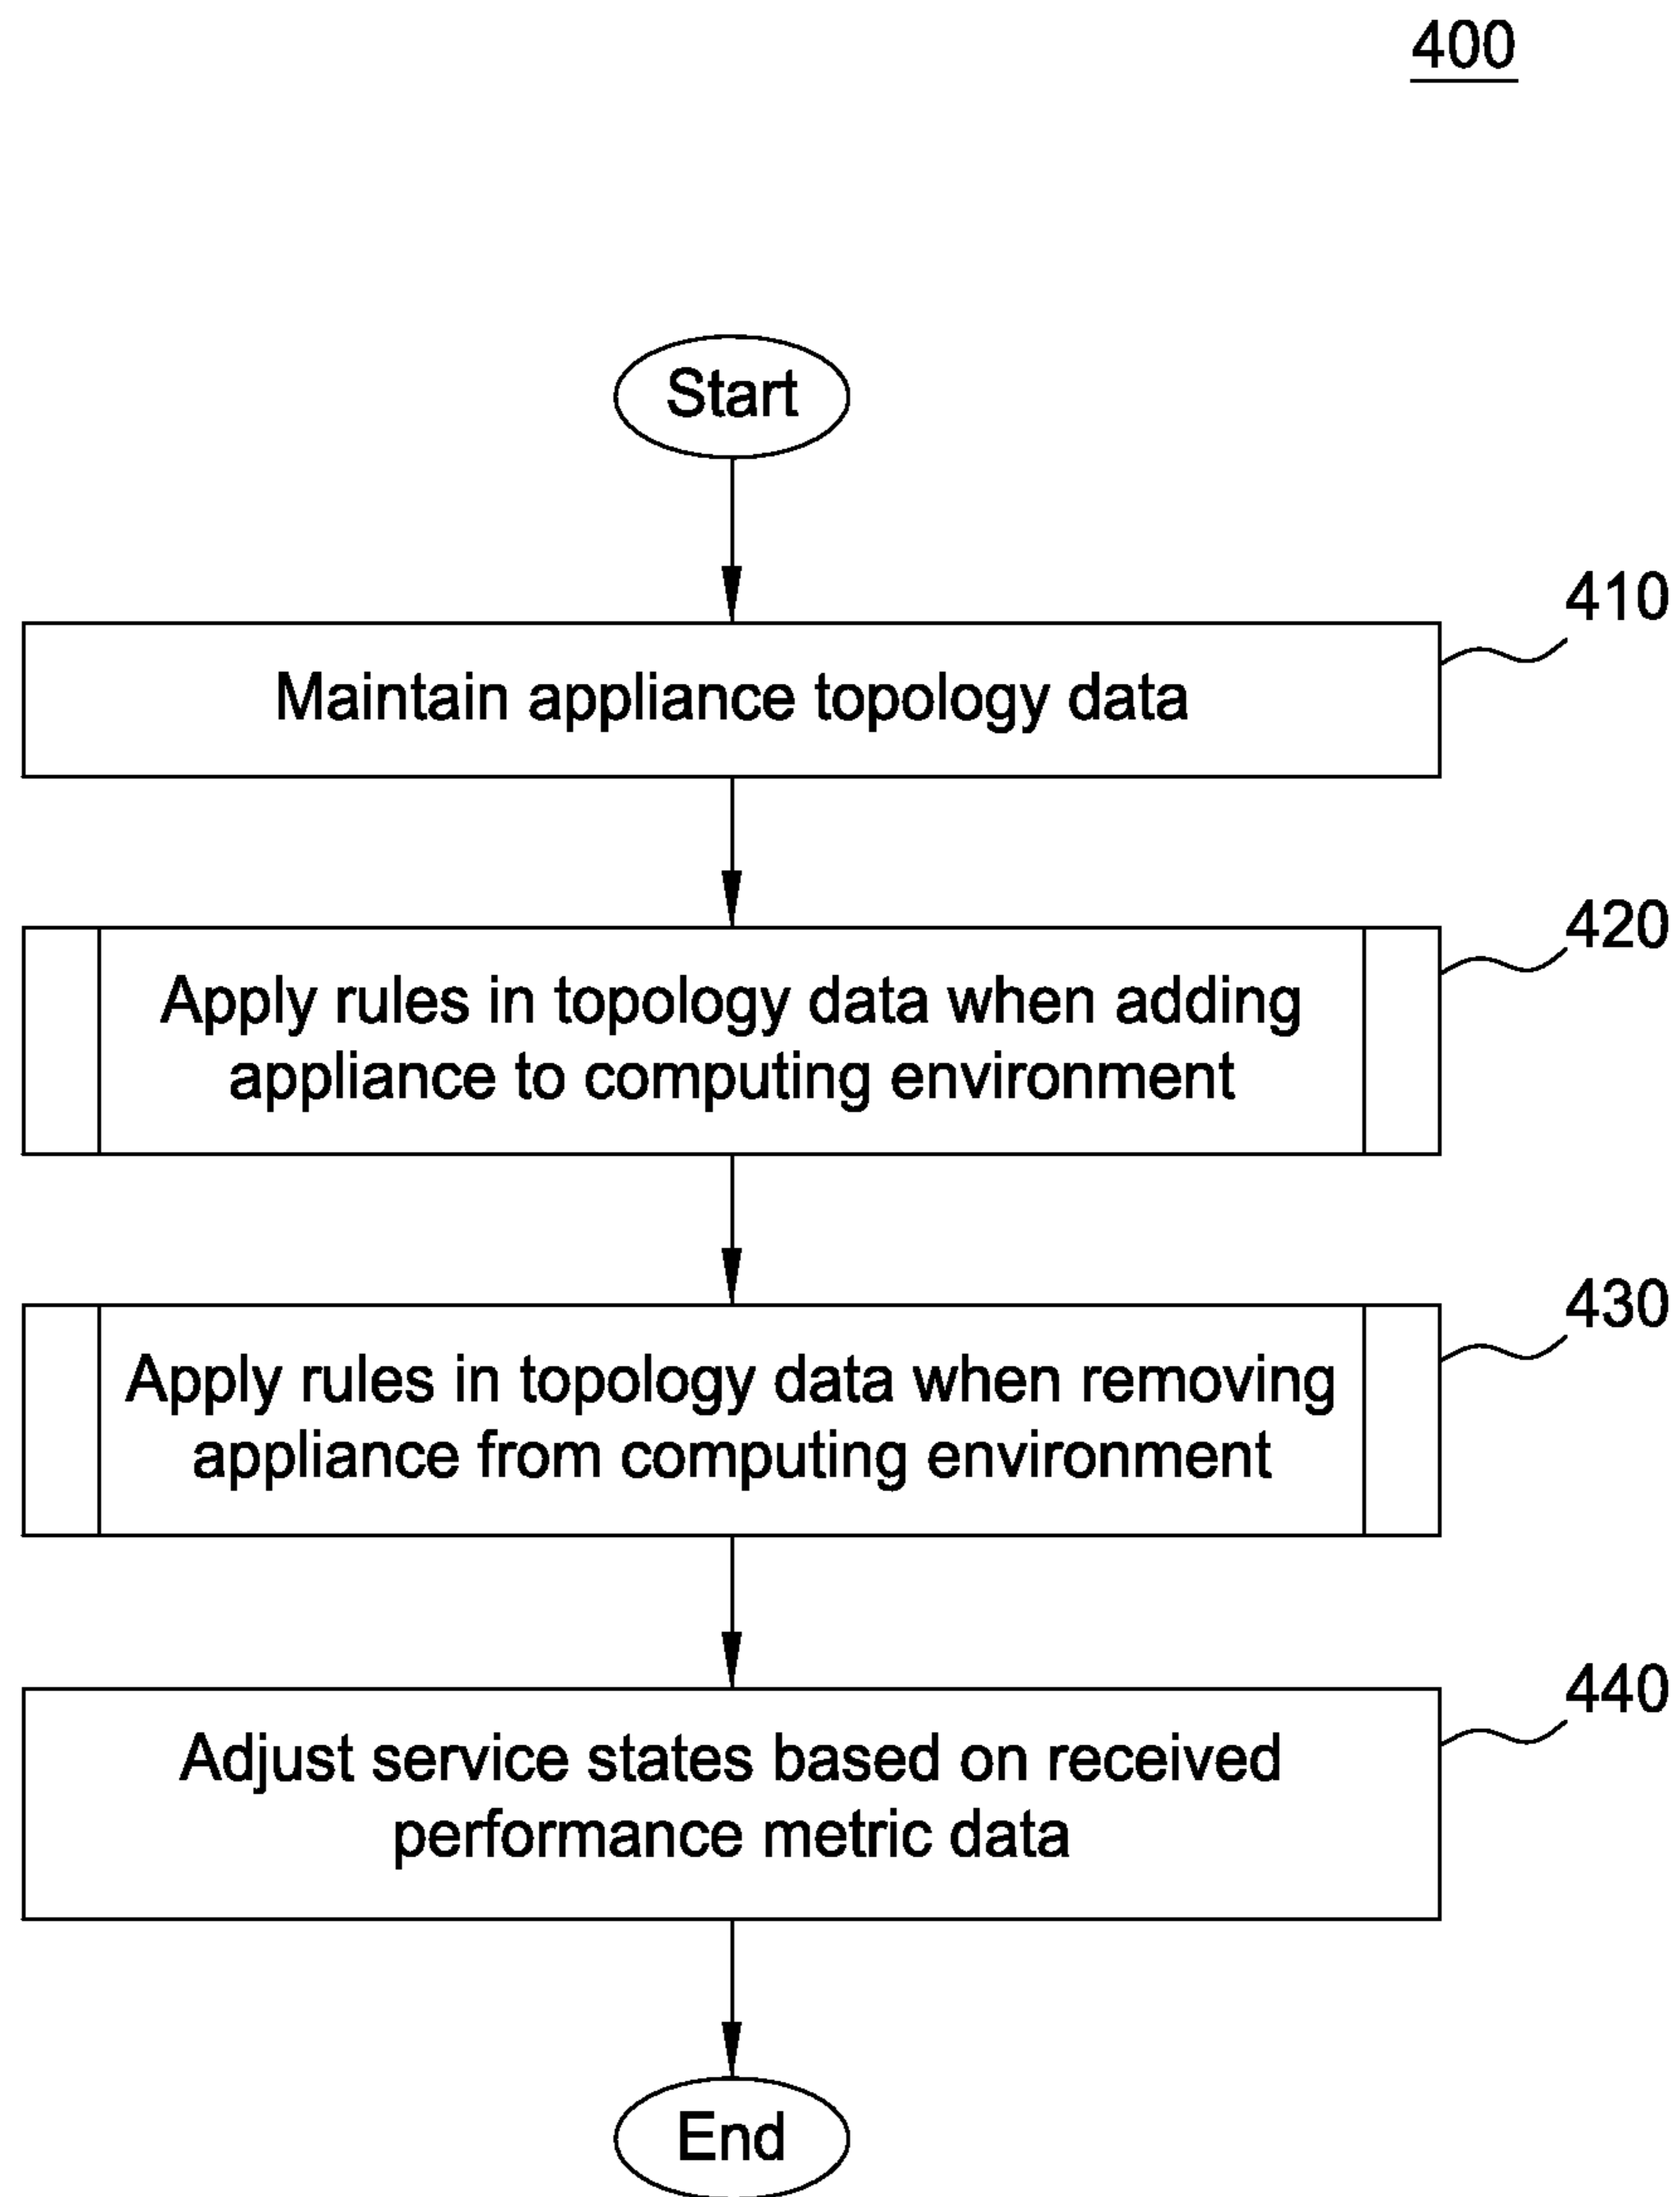 400
Start
410
Maintain appliance topology data
420
Apply rules in topology data when adding
appliance to computing environment
430
Apply rules in topology data when removing
appliance from computing environment
440
Adjust service states based on received
performance metric data
End